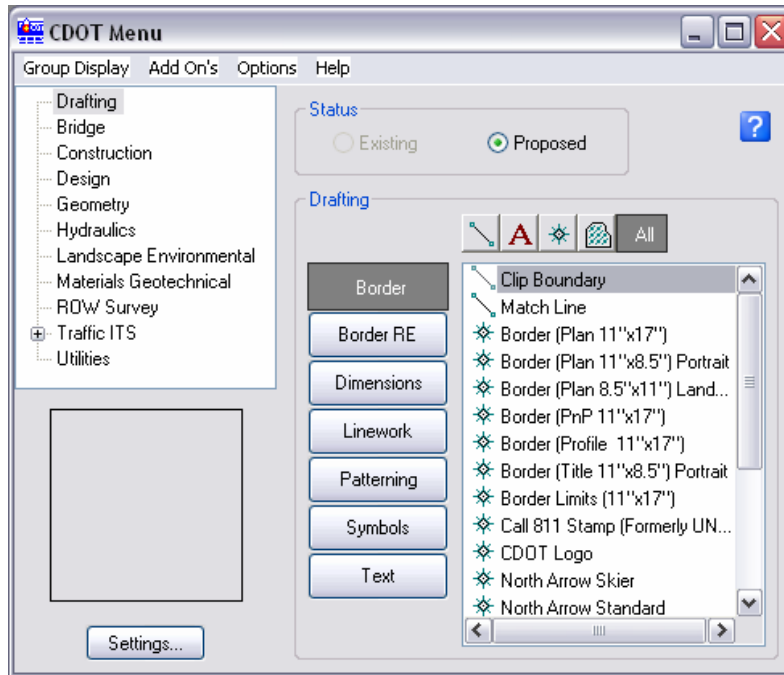 CDOT Menu
Group Display Add On's Options Help
Drafting
Bridge
Construction
Design
Geometry
Hydraulics
Landscape Environmental
Materials Geotechnical
ROW Survey
Traffic ITS
Utilities
Settings...
Status
Existing
Proposed
?
Drafting
A
All
Border
Border RE
Dimensions
Linework
Patterning
Symbols
Text
Clip Boundary
Match Line
Border (Plan 11"x17")
Border (Plan 11"x8.5") Portrait
Border (Plan 8.5"x11") Land...
Border (PnP 11"x17")
Border (Profile 11"x17")
Border (Title 11"x8.5") Portrait
Border Limits (11"x17")
Call 811 Stamp (Formerly UN...
CDOT Logo
North Arrow Skier
North Arrow Standard